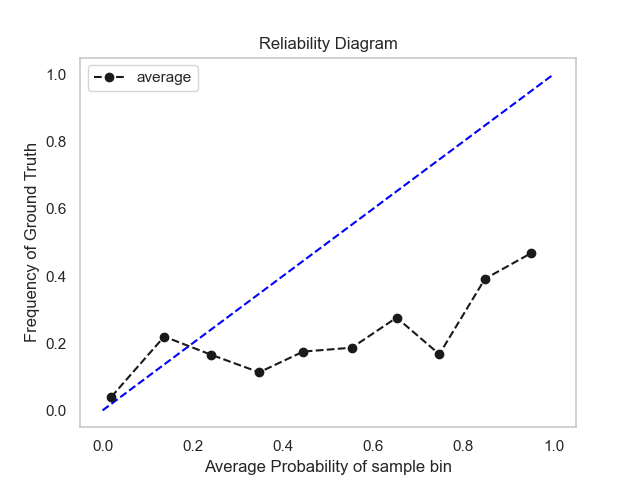 Reliability Diagram
average
Frequency of Ground Truth
1.0
0.8
0.6
0.4
0.2
0.0
0.0 0.2 0.4 0.6 0.8 1.0
Average Probability of sample bin